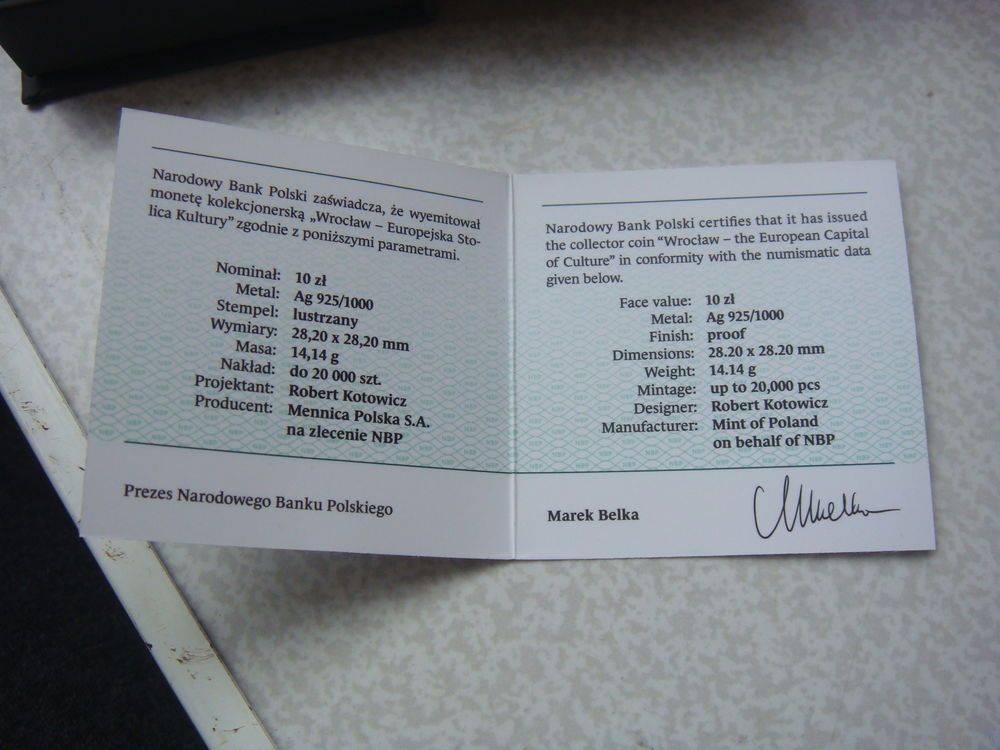 Narodowy Bank Polski zaświadcza, że wyemitował
monetę kolekcjonerską „Wrocław – Europejska Sto-
lica Kultury” zgodnie z poniższymi parametrami.
Nominał: 10 zł
Metal: Ag 925/1000
Stempel: lustrzany
Wymiary: 28,20 x 28,20 mm
Masa: 14,14 g
Nakład: do 20 000 szt.
Projektant: Robert Kotowicz
Producent: Mennica Polska S.A.
na zlecenie NBP
Prezes Narodowego Banku Polskiego
Narodowy Bank Polski certifies that it has issued
the collector coin “Wrocław – the European Capital
of Culture” in conformity with the numismatic data
given below.
Face value: 10 zł
Metal: Ag 925/1000
Finish: proof
Dimensions: 28.20 x 28.20 mm
Weight: 14.14 g
Mintage: up to 20,000 pcs
Designer: Robert Kotowicz
Manufacturer: Mint of Poland
on behalf of NBP
Marek Belka